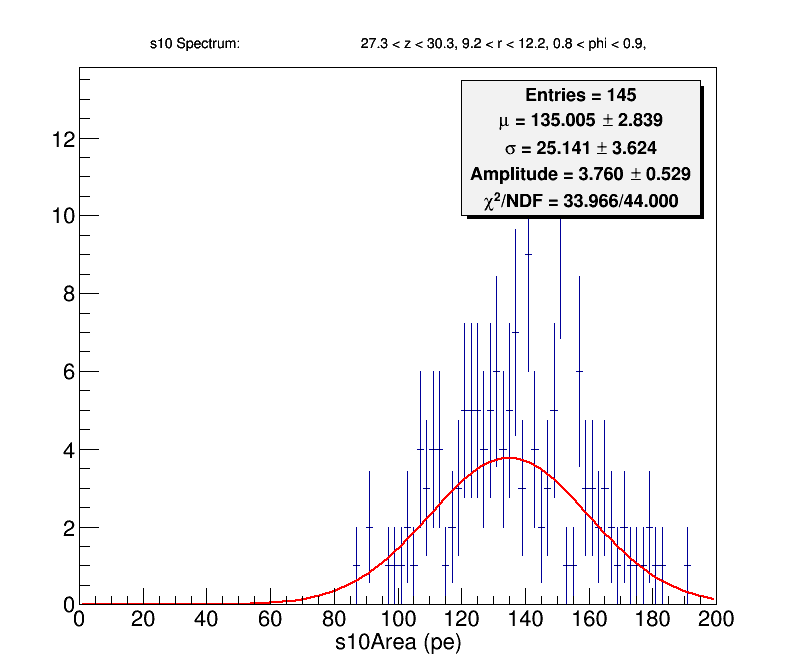 s10 Spectrum: 27.3 < z < 30.3, 9.2 < r < 12.2, 0.8 < phi < 0.9,
Entries = 145
μ = 135.005 ± 2.839
σ = 25.141 ± 3.624
Amplitude = 3.760 ± 0.529
χ²/NDF = 33.966/44.000
12
10
8
6
4
2
0
0 20 40 60 80 100 120 140 160 180 200
s10Area (pe)